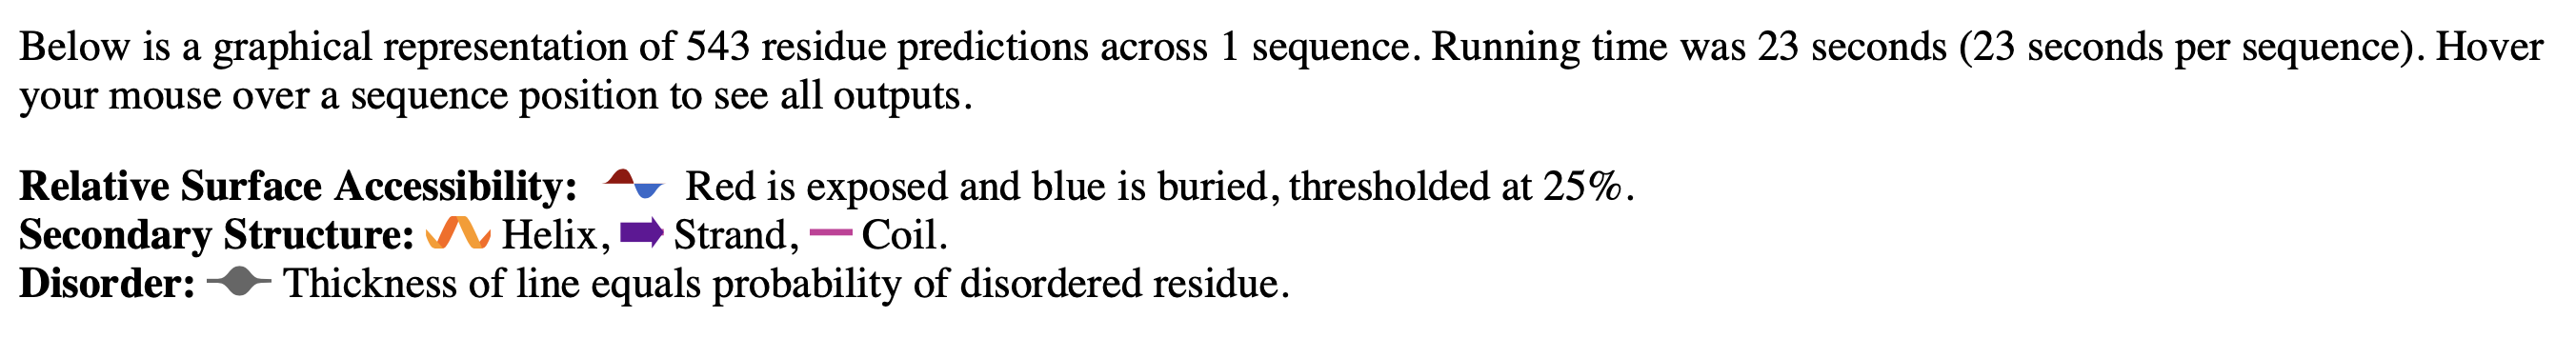 Below is a graphical representation of 543 residue predictions across 1 sequence. Running time was 23 seconds (23 seconds per sequence). Hover
your mouse over a sequence position to see all outputs.
Relative Surface Accessibility: Red is exposed and blue is buried, thresholded at 25%.
Secondary Structure: Helix, Strand, Coil.
Disorder: Thickness of line equals probability of disordered residue.